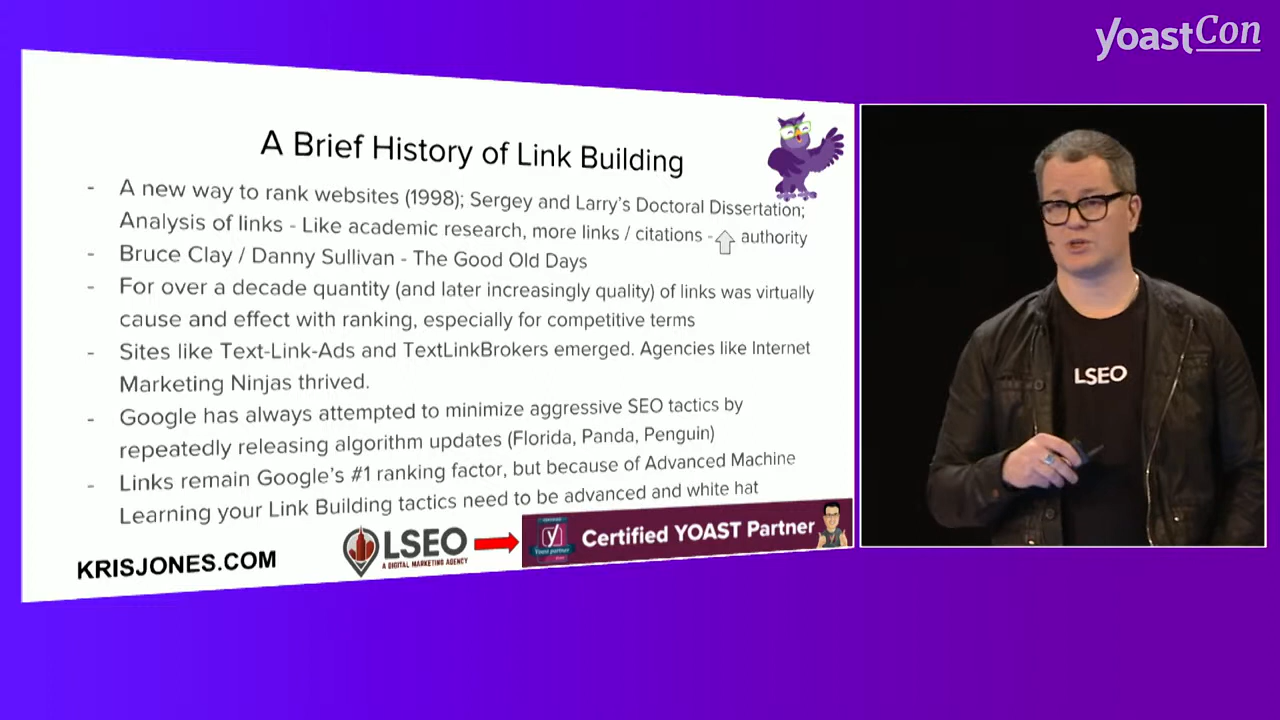 yoastCon
A Brief History of Link Building
- A new way to rank websites (1998); Sergey and Larry's Doctoral Dissertation;
Analysis of links - Like academic research, more links / citations - authority
- Bruce Clay / Danny Sullivan - The Good Old Days
- For over a decade quantity (and later increasingly quality) of links was virtually
cause and effect with ranking, especially for competitive terms
- Sites like Text-Link-Ads and TextLinkBrokers emerged. Agencies like Internet
Marketing Ninjas thrived.
- Google has always attempted to minimize aggressive SEO tactics by
repeatedly releasing algorithm updates (Florida, Panda, Penguin)
- Links remain Google's #1 ranking factor, but because of Advanced Machine
Learning your Link Building tactics need to be advanced and white hat
KRISJONES.COM
LSEO
A DIGITAL MARKETING AGENCY
y
Yoast partner
Certified YOAST Partner
LSEO